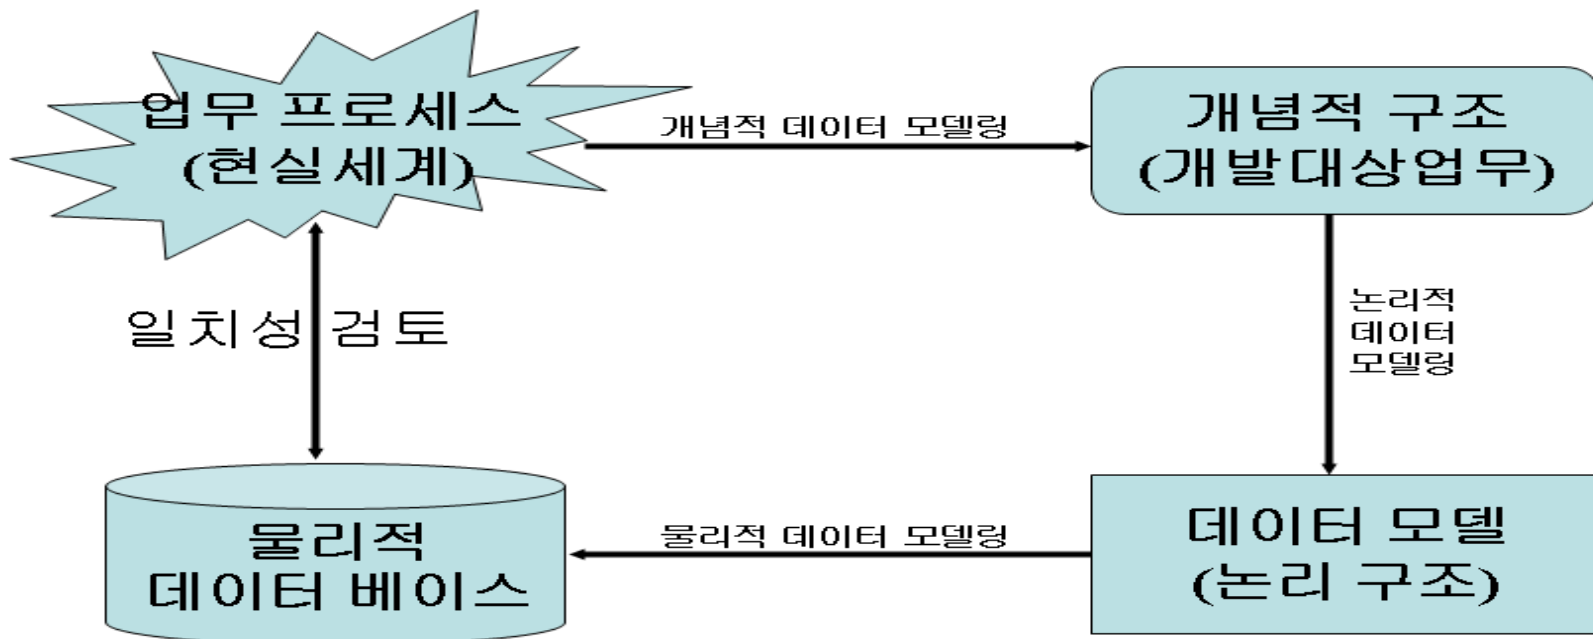 업무 프로세스
(현실세계)
개념적 데이터 모델링
개념적 구조
(개발대상업무)
일치성 검토
논리적
데이터
모델링
물리적
데이터 베이스
물리적 데이터 모델링
데이터 모델
(논리 구조)